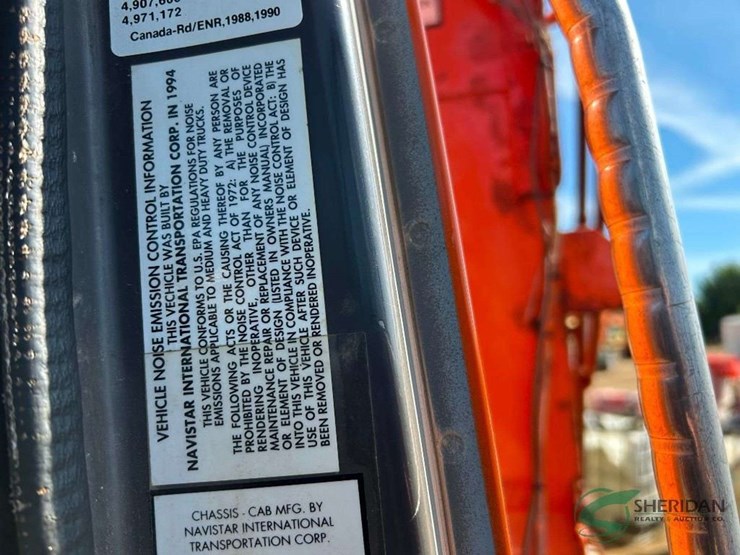 4,971,172
Canada-Rd/ENR,1988,1990
VEHICLE NOISE EMISSION CONTROL INFORMATION
THIS VECHICLE WAS BUILT BY
NAVISTAR INTERNATIONAL TRANSPORTATION CORP. IN 1994
THIS VEHICLE CONFORMS TO U.S. EPA REGULATIONS FOR NOISE
EMISSIONS APPLICABLE TO MEDIUM AND HEAVY DUTY TRUCKS.
THE FOLLOWING ACTS OR THE CAUSING THEREOF BY ANY PERSON ARE
PROHIBITED BY THE NOISE CONTROL ACT OF 1972: A) THE REMOVAL OR
RENDERING INOPERATIVE, OTHER THAN FOR THE PURPOSES OF
MAINTENANCE REPAIR OR REPLACEMENT OF ANY NOISE CONTROL DEVICE
OR ELEMENT OF DESIGN (LISTED IN OWNERS MANUAL) INCORPORATED
INTO THIS VEHICLE IN COMPLIANCE WITH THE NOISE CONTROL ACT: B) THE
USE OF THIS VEHICLE AFTER SUCH DEVICE OR ELEMENT OF DESIGN HAS
BEEN REMOVED OR RENDERED INOPERATIVE.
CHASSIS - CAB MFG. BY
NAVISTAR INTERNATIONAL
TRANSPORTATION CORP.
SHERIDAN
REALTY & AUCTION CO.